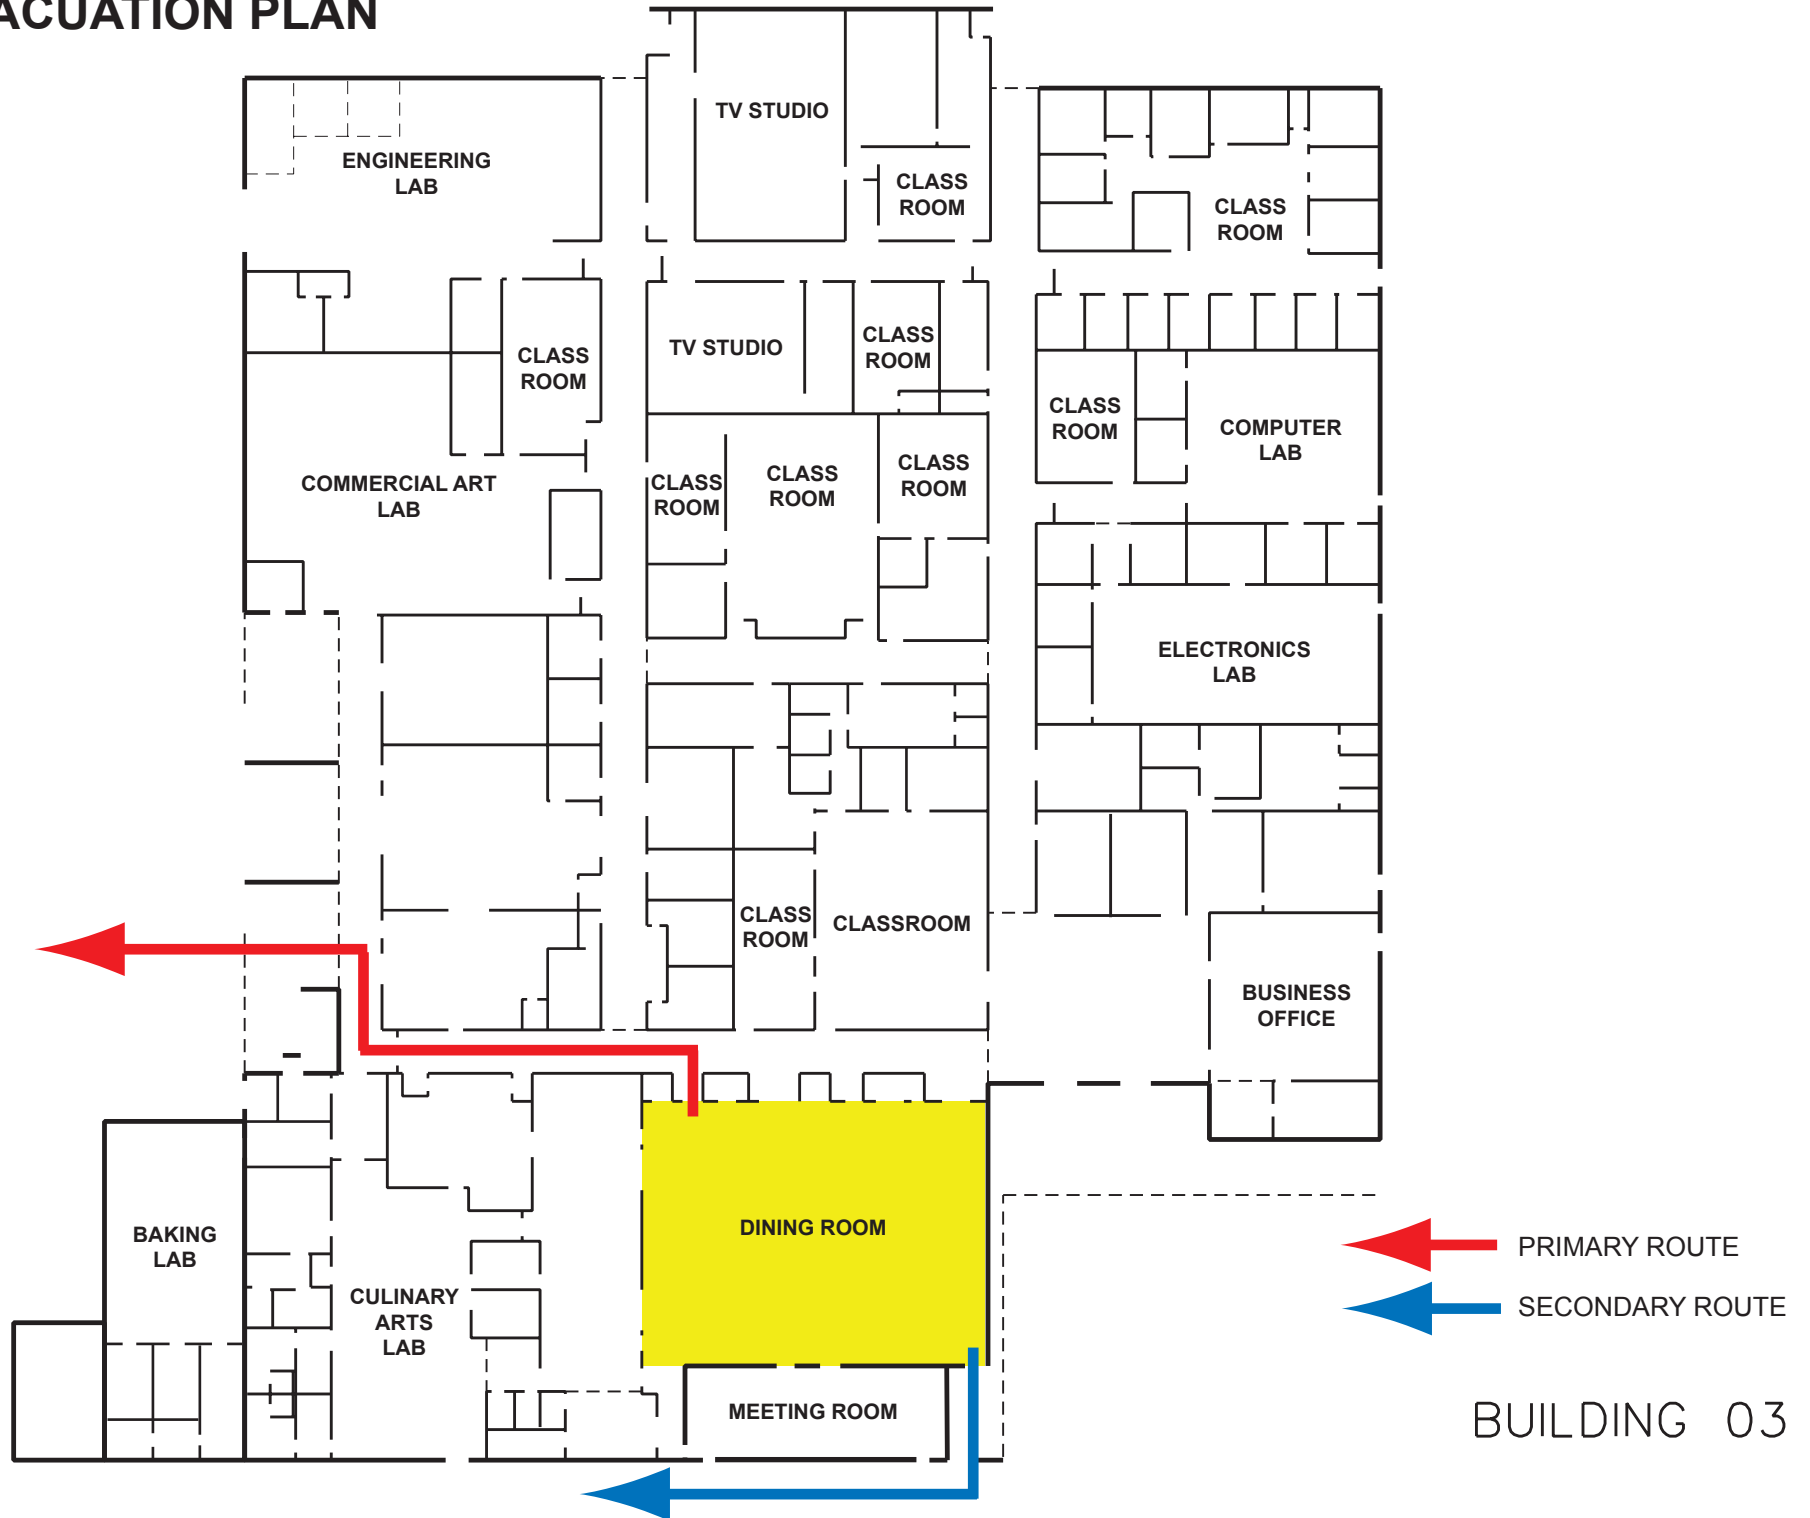 ACUATION PLAN
TV STUDIO
ENGINEERING
LAB
CLASS
ROOM
CLASS
ROOM
CLASS
ROOM
TV STUDIO
CLASS
ROOM
CLASS
ROOM
COMPUTER
LAB
COMMERCIAL ART
LAB
CLASS
ROOM
CLASS
ROOM
CLASS
ROOM
ELECTRONICS
LAB
CLASS
ROOM
CLASSROOM
BUSINESS
OFFICE
BAKING
LAB
DINING ROOM
CULINARY
ARTS
LAB
MEETING ROOM
PRIMARY ROUTE
SECONDARY ROUTE
BUILDING 03